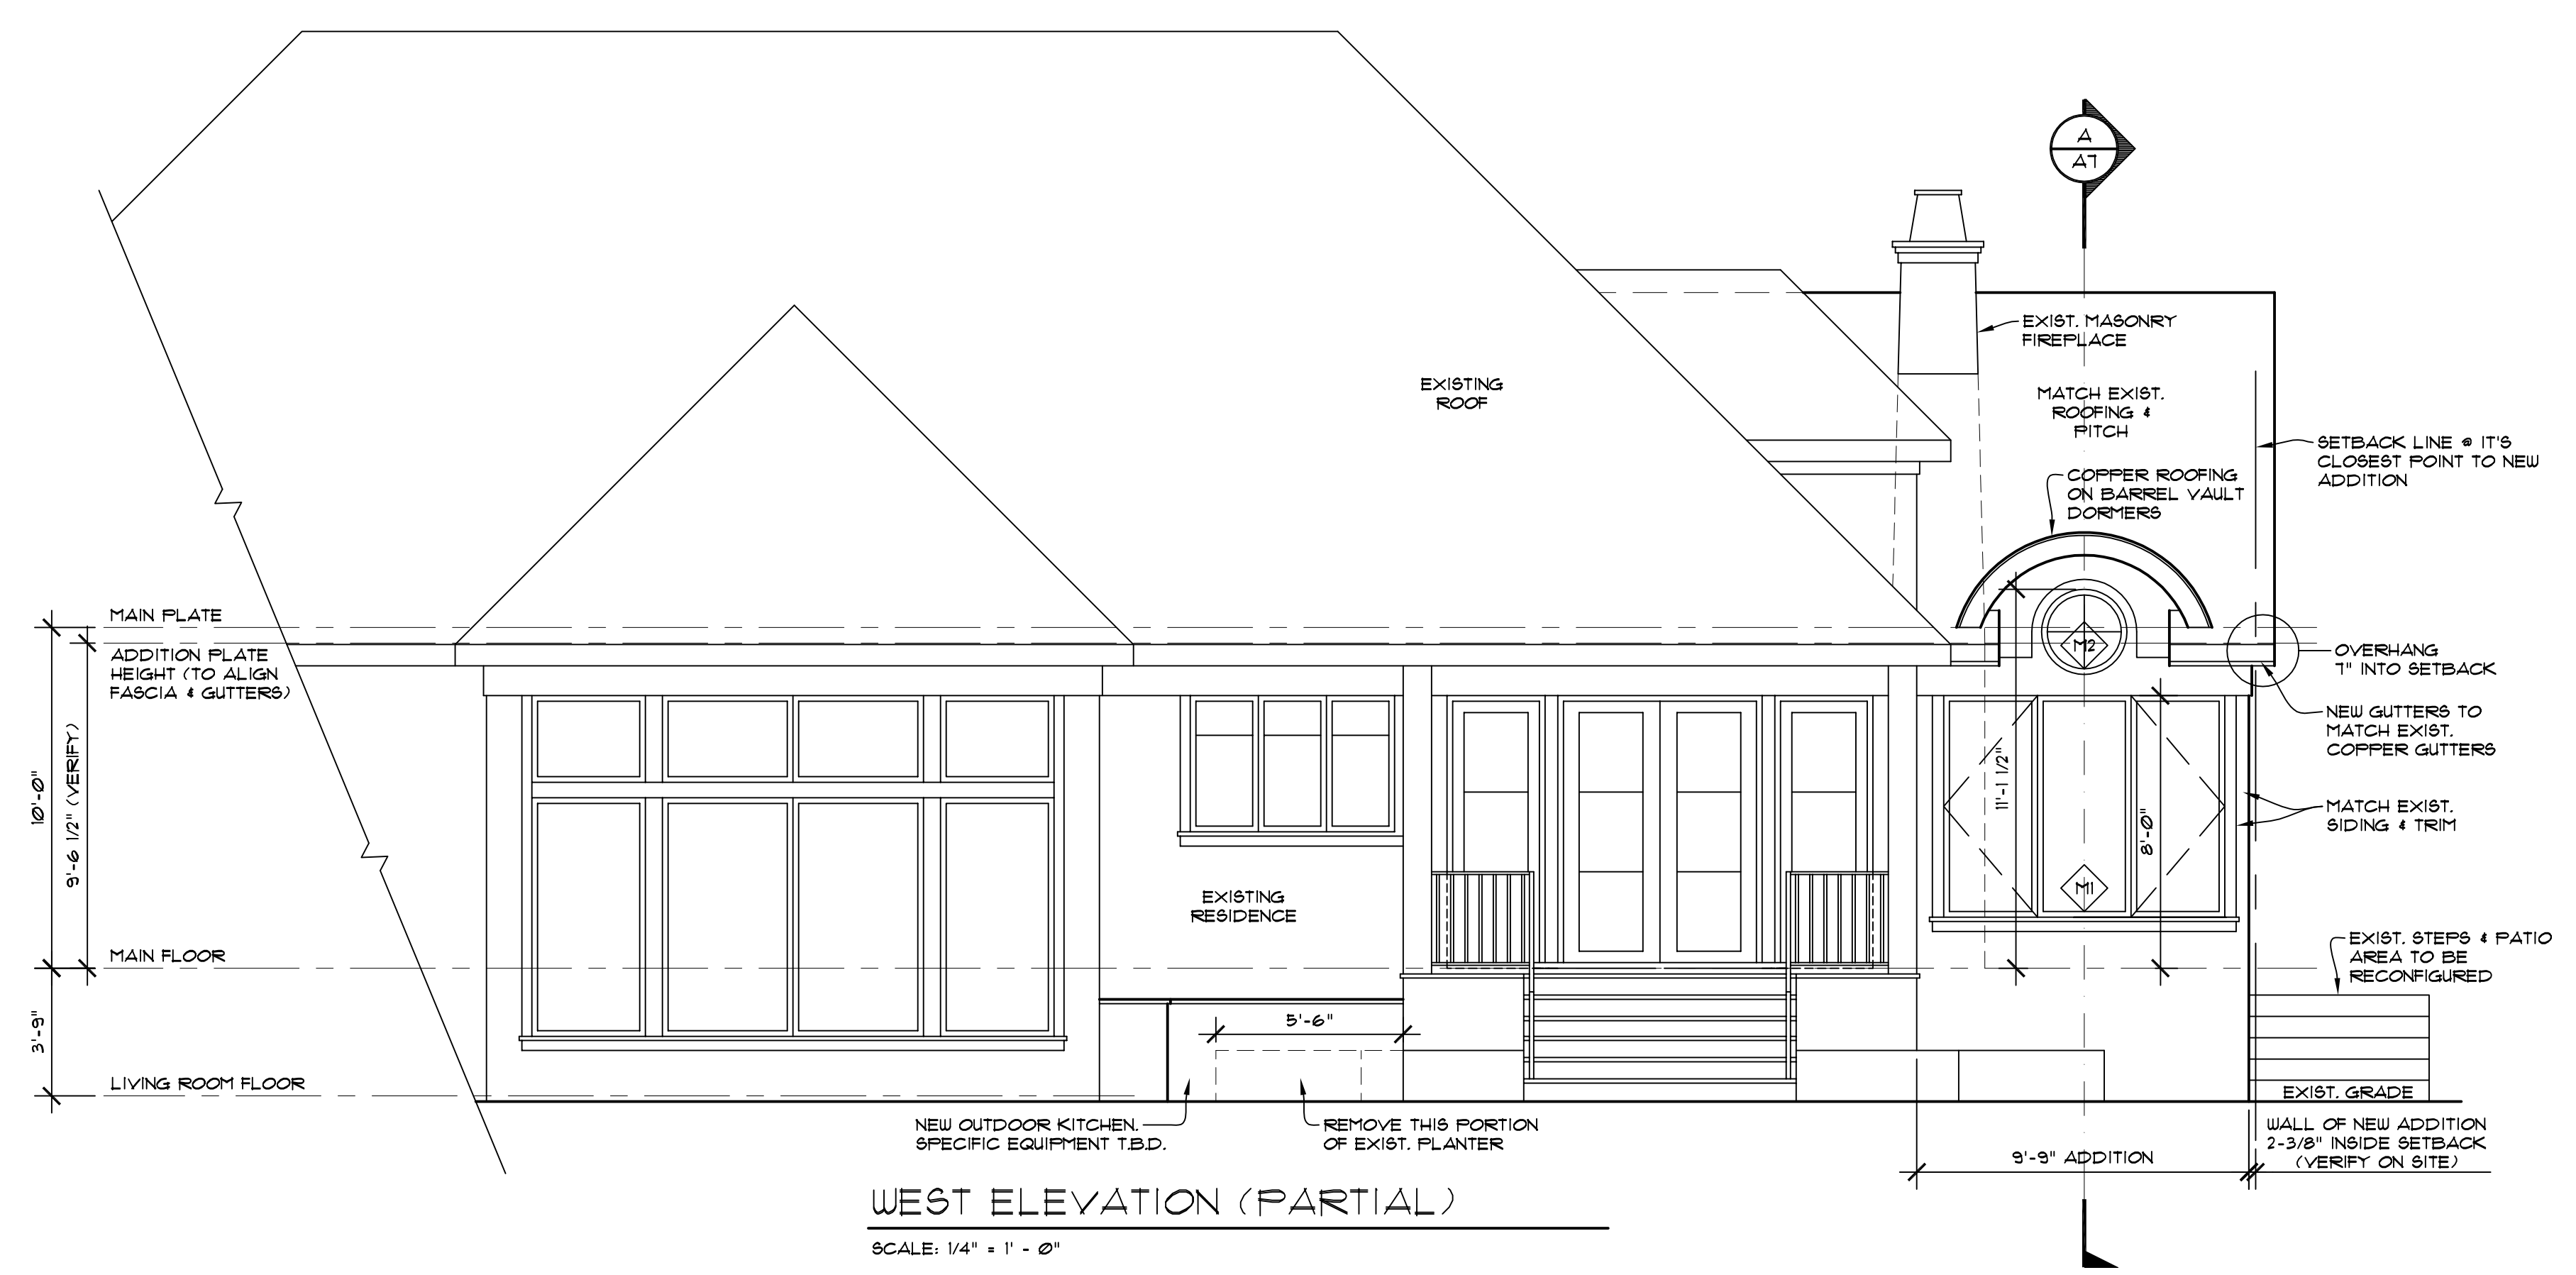 A
A7
EXIST. MASONRY
FIREPLACE
EXISTING
ROOF
MATCH EXIST.
ROOFING &
PITCH
SETBACK LINE @ IT'S
CLOSEST POINT TO NEW
ADDITION
COPPER ROOFING
ON BARREL VAULT
DORMERS
MAIN PLATE
ADDITION PLATE
HEIGHT (TO ALIGN
FASCIA & GUTTERS)
M2
OVERHANG
7" INTO SETBACK
NEW GUTTERS TO
MATCH EXIST.
COPPER GUTTERS
10'-0"
9'-6 1/2" (VERIFY)
11'-1 1/2"
8'-0"
MATCH EXIST.
SIDING & TRIM
EXISTING
RESIDENCE
M1
MAIN FLOOR
EXIST. STEPS & PATIO
AREA TO BE
RECONFIGURED
3'-9"
5'-6"
LIVING ROOM FLOOR
EXIST. GRADE
NEW OUTDOOR KITCHEN.
SPECIFIC EQUIPMENT T.B.D.
REMOVE THIS PORTION
OF EXIST. PLANTER
WALL OF NEW ADDITION
2-3/8" INSIDE SETBACK
(VERIFY ON SITE)
9'-9" ADDITION
WEST ELEVATION (PARTIAL)
SCALE: 1/4" = 1' - 0"